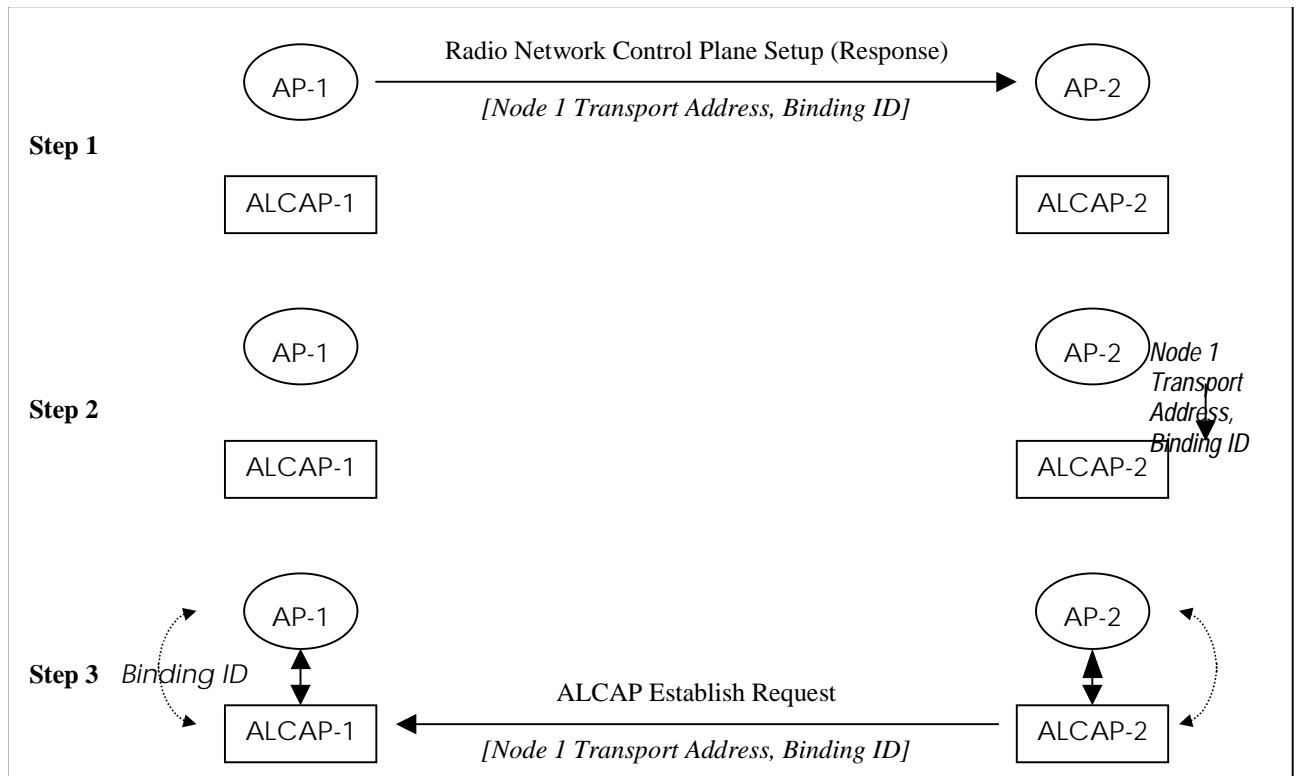 Radio Network Control Plane Setup (Response)
AP-1
AP-2
[Node 1 Transport Address, Binding ID]
Step 1
ALCAP-1
ALCAP-2
AP-1
AP-2
Node 1
Transport
Address,
Binding ID
Step 2
ALCAP-1
ALCAP-2
AP-1
AP-2
Step 3
Binding ID
ALCAP Establish Request
ALCAP-1
ALCAP-2
[Node 1 Transport Address, Binding ID]